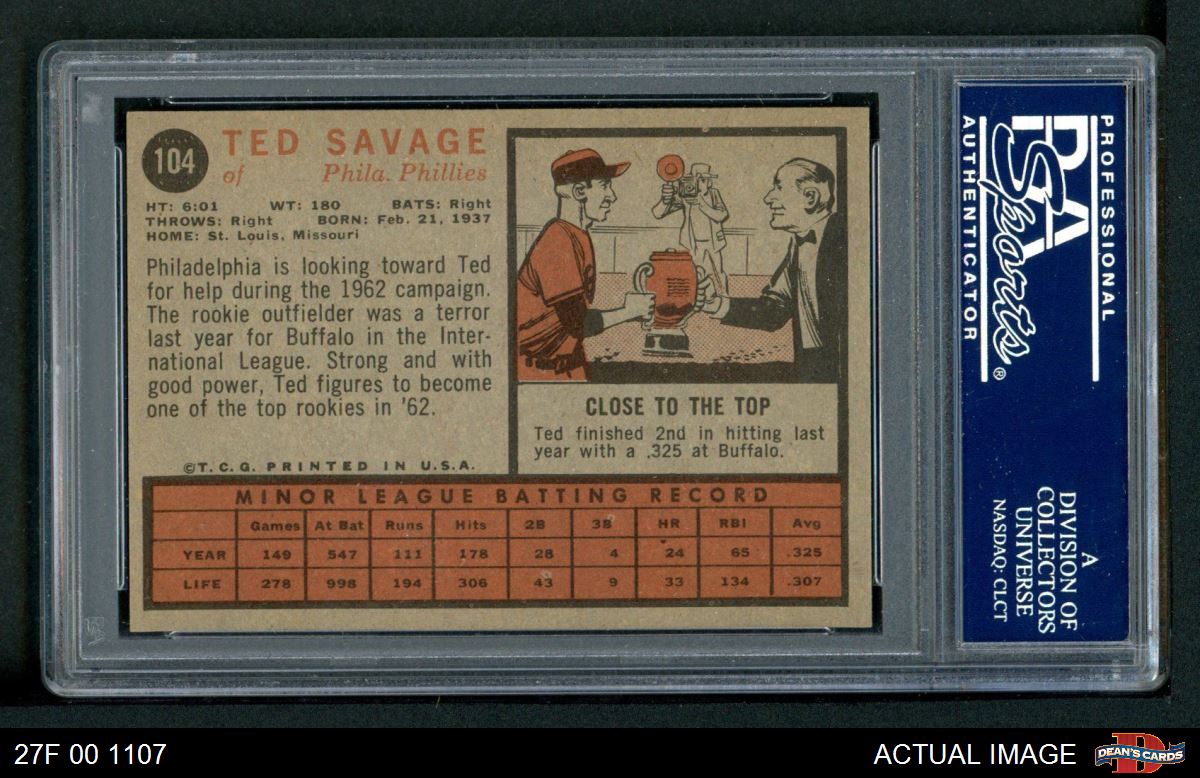 104
TED SAVAGE
of Phila. Phillies
HT: 6:01 WT: 180 BATS: Right
THROWS: Right BORN: Feb. 21, 1937
HOME: St. Louis, Missouri
Philadelphia is looking toward Ted
for help during the 1962 campaign.
The rookie outfielder was a terror
last year for Buffalo in the Inter-
national League. Strong and with
good power, Ted figures to become
one of the top rookies in '62.
©T. C. G. PRINTED IN U.S.A.
CLOSE TO THE TOP
Ted finished 2nd in hitting last
year with a .325 at Buffalo.
MINOR LEAGUE BATTING RECORD
Games At Bat Runs Hits 2B 3B HR RBI Avg
YEAR 149 547 111 178 28 4 24 65 .325
LIFE 278 998 194 306 43 9 33 134 .307
PROFESSIONAL
PSA
Sports®
AUTHENTICATOR
A
DIVISION OF
COLLECTORS
UNIVERSE
NASDAQ: CLCT
27F 00 1107
ACTUAL IMAGE
DEAN'S CARDS